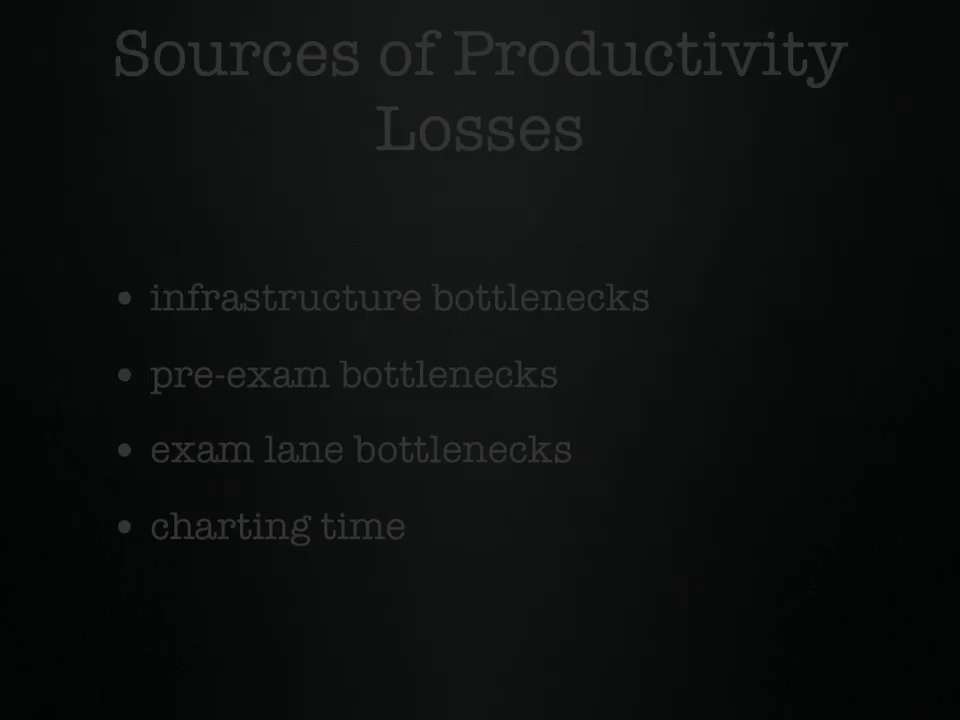 Sources of Productivity
Losses
• infrastructure bottlenecks
• pre-exam bottlenecks
• exam lane bottlenecks
• charting time